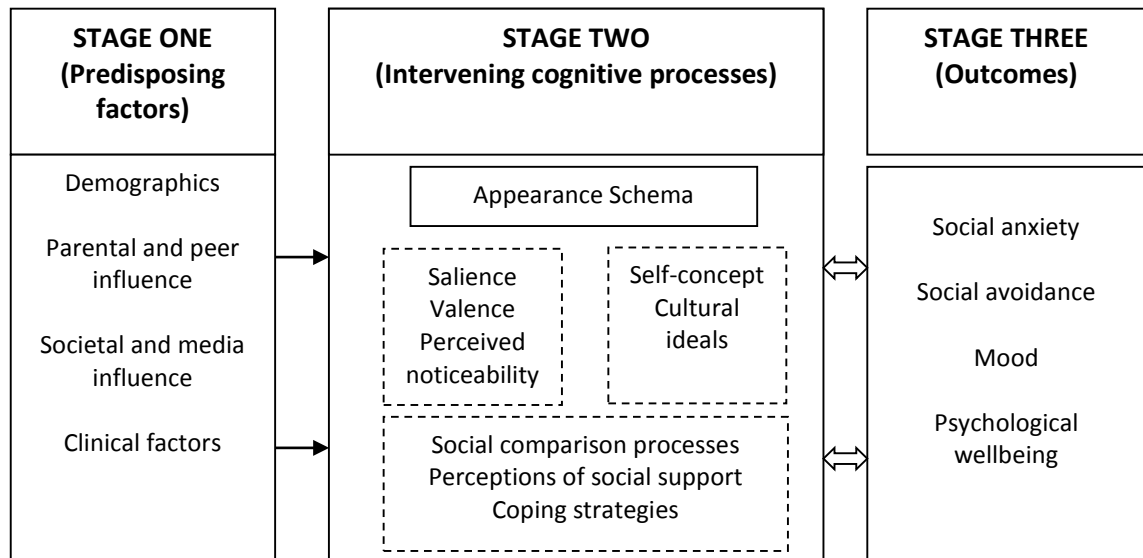 STAGE ONE
(Predisposing
factors)
Demographics
Parental and peer
influence
Societal and media
influence
Clinical factors
STAGE TWO
(Intervening cognitive processes)
Appearance Schema
Salience
Valence
Perceived
noticeability
Self-concept
Cultural
ideals
Social comparison processes
Perceptions of social support
Coping strategies
STAGE THREE
(Outcomes)
Social anxiety
Social avoidance
Mood
Psychological
wellbeing